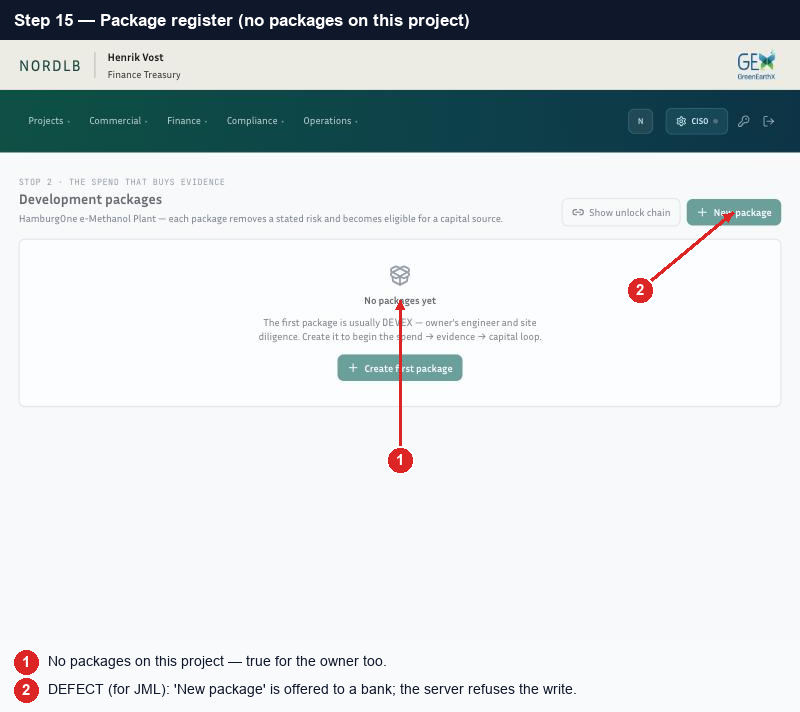 Step 15 — Package register (no packages on this project)
NORDLB
Henrik Vost
Finance Treasury
GEX
GreenEarthX
Projects
Commercial
Finance
Compliance
Operations
N
CISO
STOP 2 · THE SPEND THAT BUYS EVIDENCE
Development packages
HamburgOne e-Methanol Plant — each package removes a stated risk and becomes eligible for a capital source.
Show unlock chain
+ New package
2
No packages yet
The first package is usually DEVEX — owner's engineer and site
diligence. Create it to begin the spend → evidence → capital loop.
+ Create first package
1
1 No packages on this project — true for the owner too.
2 DEFECT (for JML): 'New package' is offered to a bank; the server refuses the write.